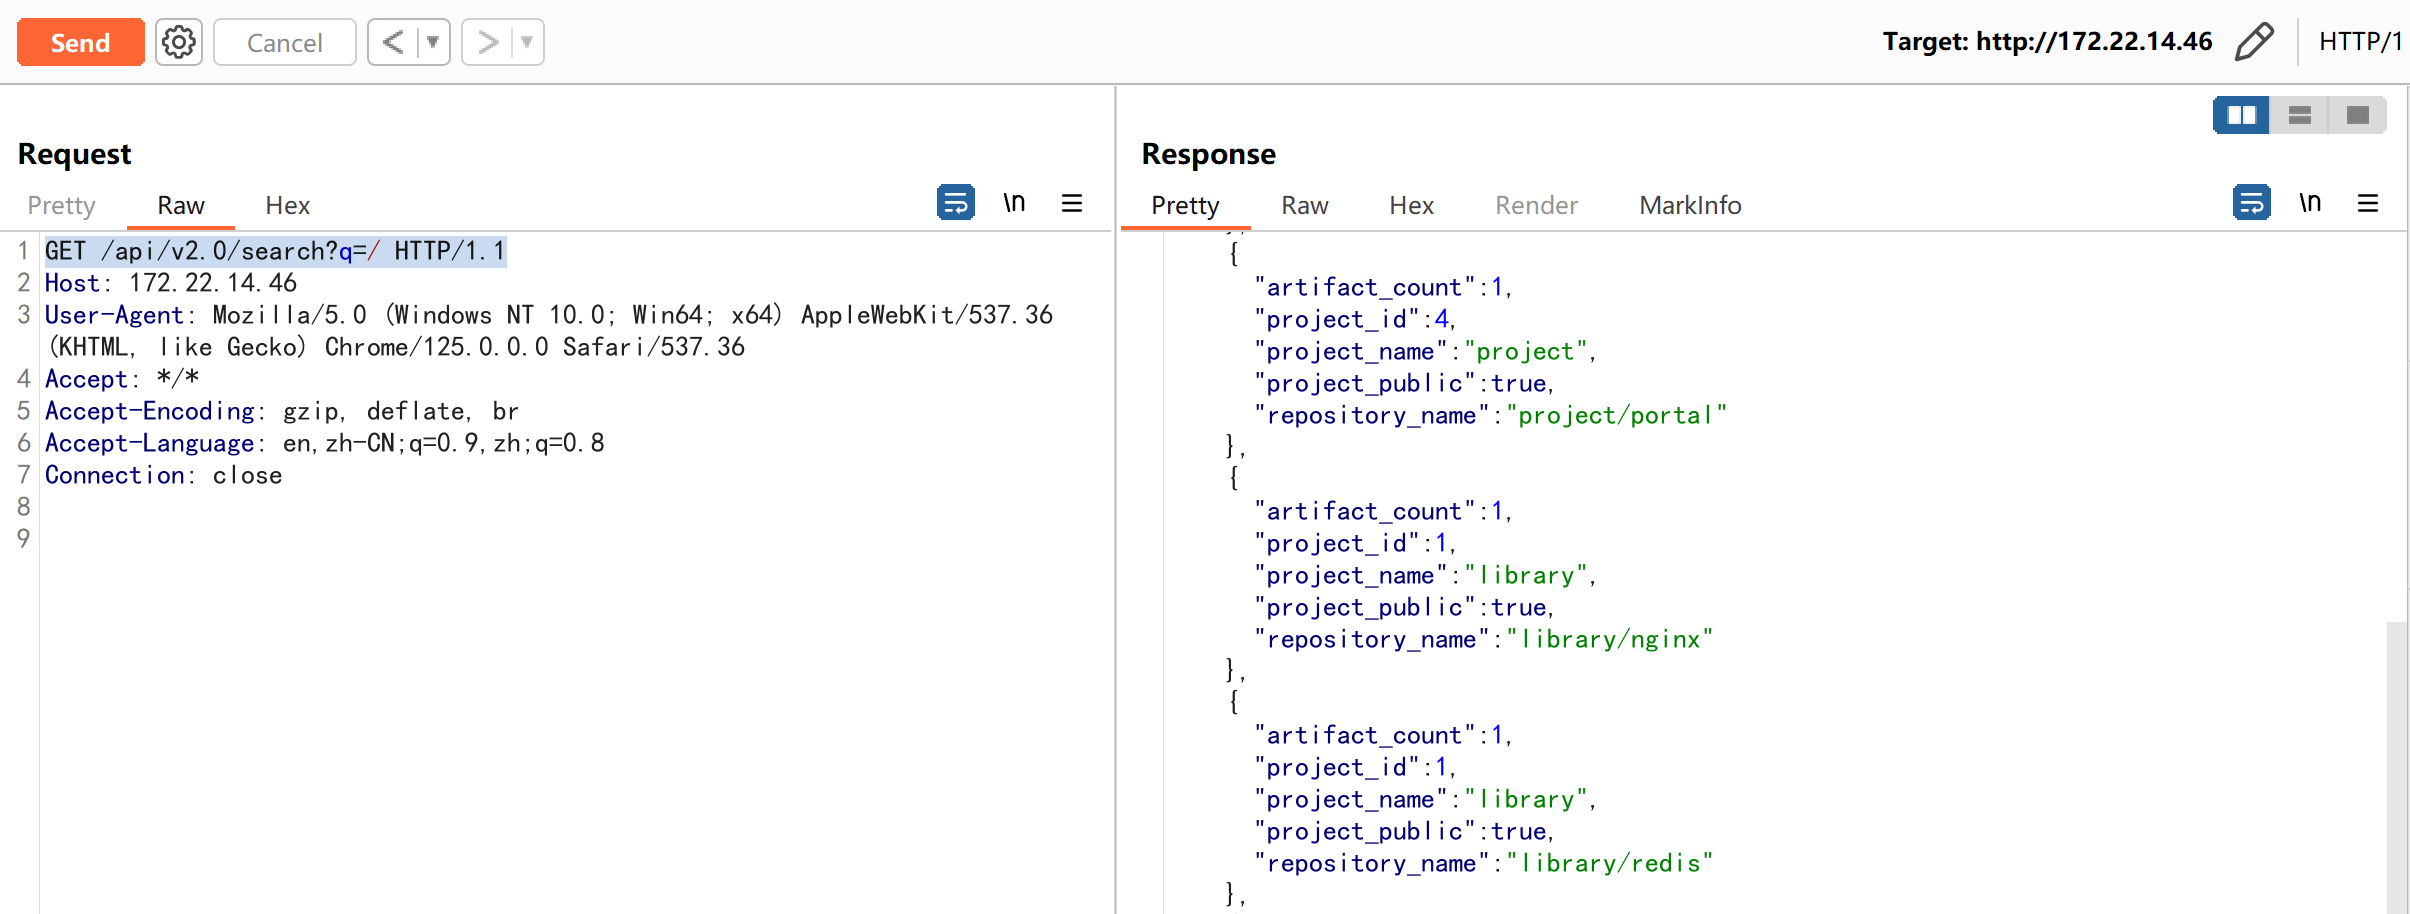 Send
Cancel
<
>
Target: http://172.22.14.46
HTTP/1
Request
Pretty Raw Hex
\n
1 GET /api/v2.0/search?q=/ HTTP/1.1
2 Host: 172.22.14.46
3 User-Agent: Mozilla/5.0 (Windows NT 10.0; Win64; x64) AppleWebKit/537.36
(KHTML, like Gecko) Chrome/125.0.0.0 Safari/537.36
4 Accept: */*
5 Accept-Encoding: gzip, deflate, br
6 Accept-Language: en,zh-CN;q=0.9,zh;q=0.8
7 Connection: close
8
9
Response
Pretty Raw Hex Render MarkInfo
\n
{
"artifact_count":1,
"project_id":4,
"project_name":"project",
"project_public":true,
"repository_name":"project/portal"
},
{
"artifact_count":1,
"project_id":1,
"project_name":"library",
"project_public":true,
"repository_name":"library/nginx"
},
{
"artifact_count":1,
"project_id":1,
"project_name":"library",
"project_public":true,
"repository_name":"library/redis"
},